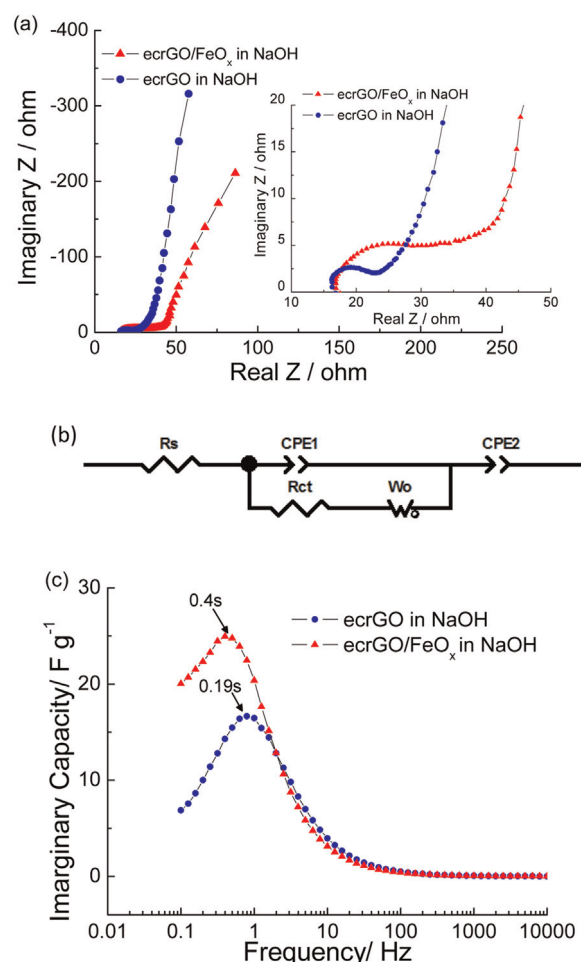 (a)
-400
-300
-200
-100
0
Imaginary Z / ohm
ecrGO/FeOₓ in NaOH
ecrGO in NaOH
0 50 100 150 200 250
Real Z / ohm
20
15
10
5
0
Imaginary Z / ohm
ecrGO/FeOₓ in NaOH
ecrGO in NaOH
10 20 30 40 50
Real Z / ohm
(b)
Rs
CPE1
CPE2
Rct
Wo
(c)
30
20
10
0
Imarginary Capacity/ F g⁻¹
0.4s
0.19s
ecrGO in NaOH
ecrGO/FeOₓ in NaOH
0.01 0.1 1 10 100 1000 10000
Frequency/ Hz